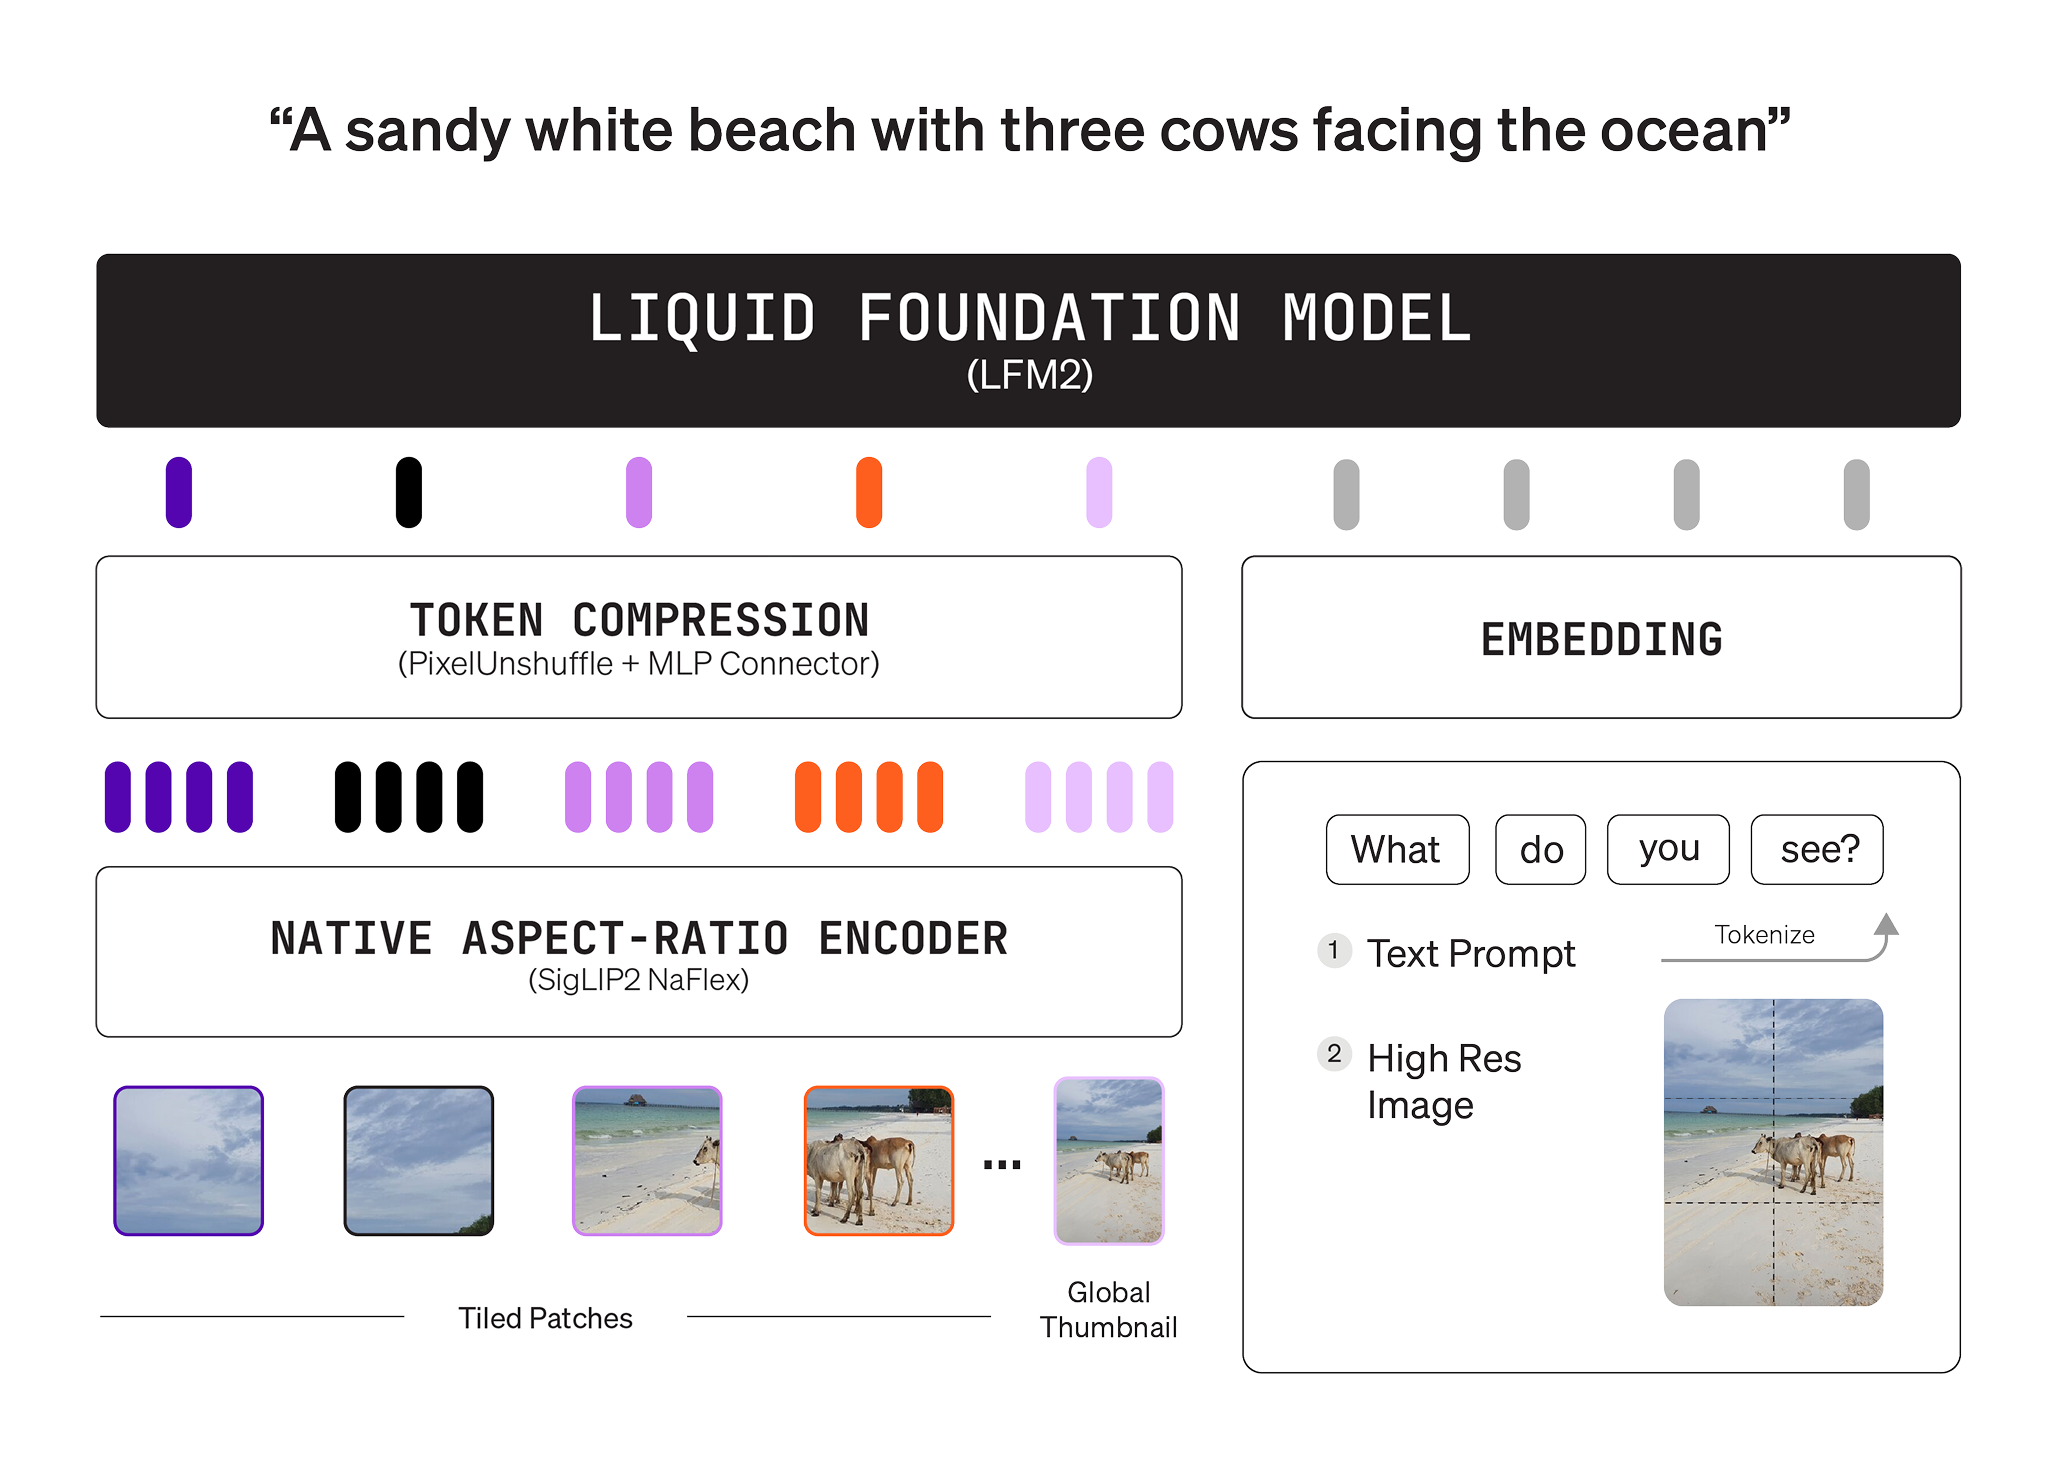 “A sandy white beach with three cows facing the ocean”
LIQUID FOUNDATION MODEL
(LFM2)
TOKEN COMPRESSION
(PixelUnshuffle + MLP Connector)
EMBEDDING
NATIVE ASPECT-RATIO ENCODER
(SigLIP2 NaFlex)
What do you see?
1 Text Prompt
Tokenize
2 High Res
Image
...
Tiled Patches
Global
Thumbnail